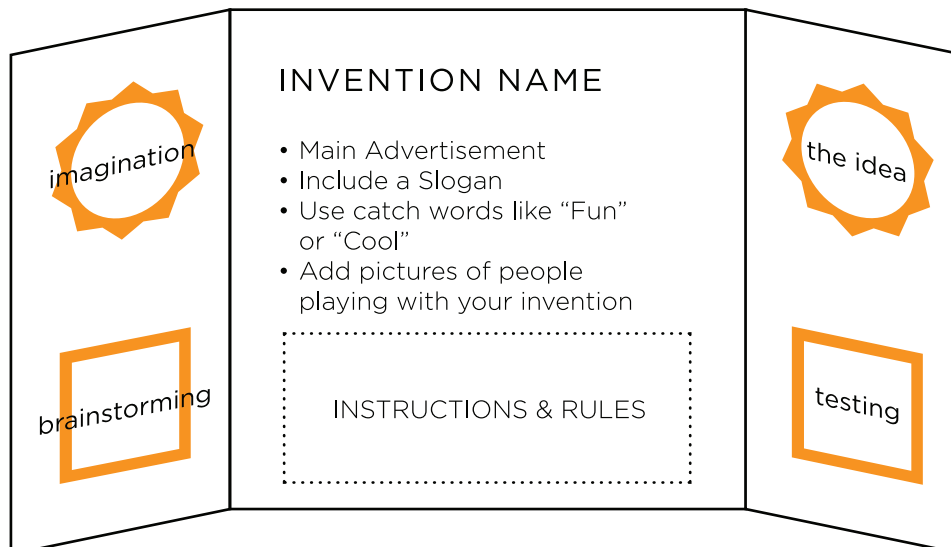 imagination
brainstorming
INVENTION NAME
• Main Advertisement
• Include a Slogan
• Use catch words like “Fun”
or “Cool”
• Add pictures of people
playing with your invention
INSTRUCTIONS & RULES
the idea
testing